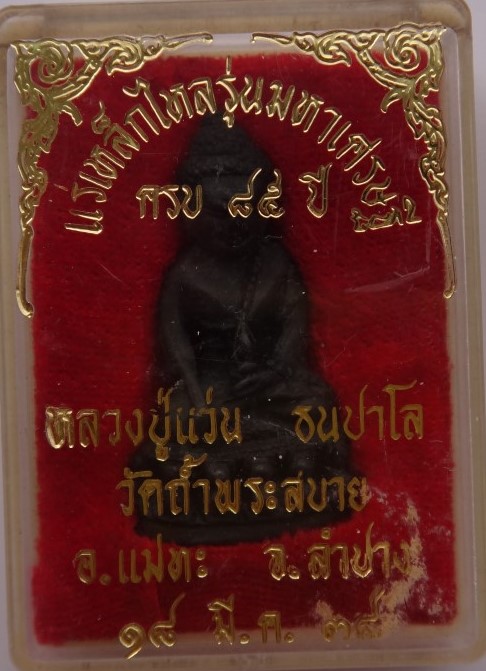 แร่เหล็กไหลรุ่นมหาเศรษฐี
ครบ ๘๕ ปี
หลวงปู่แว่น ธนปาโล
วัดถ้ำพระสบาย
อ.แม่ทะ จ.ลำปาง
๑๘ มี.ค. ๓๘